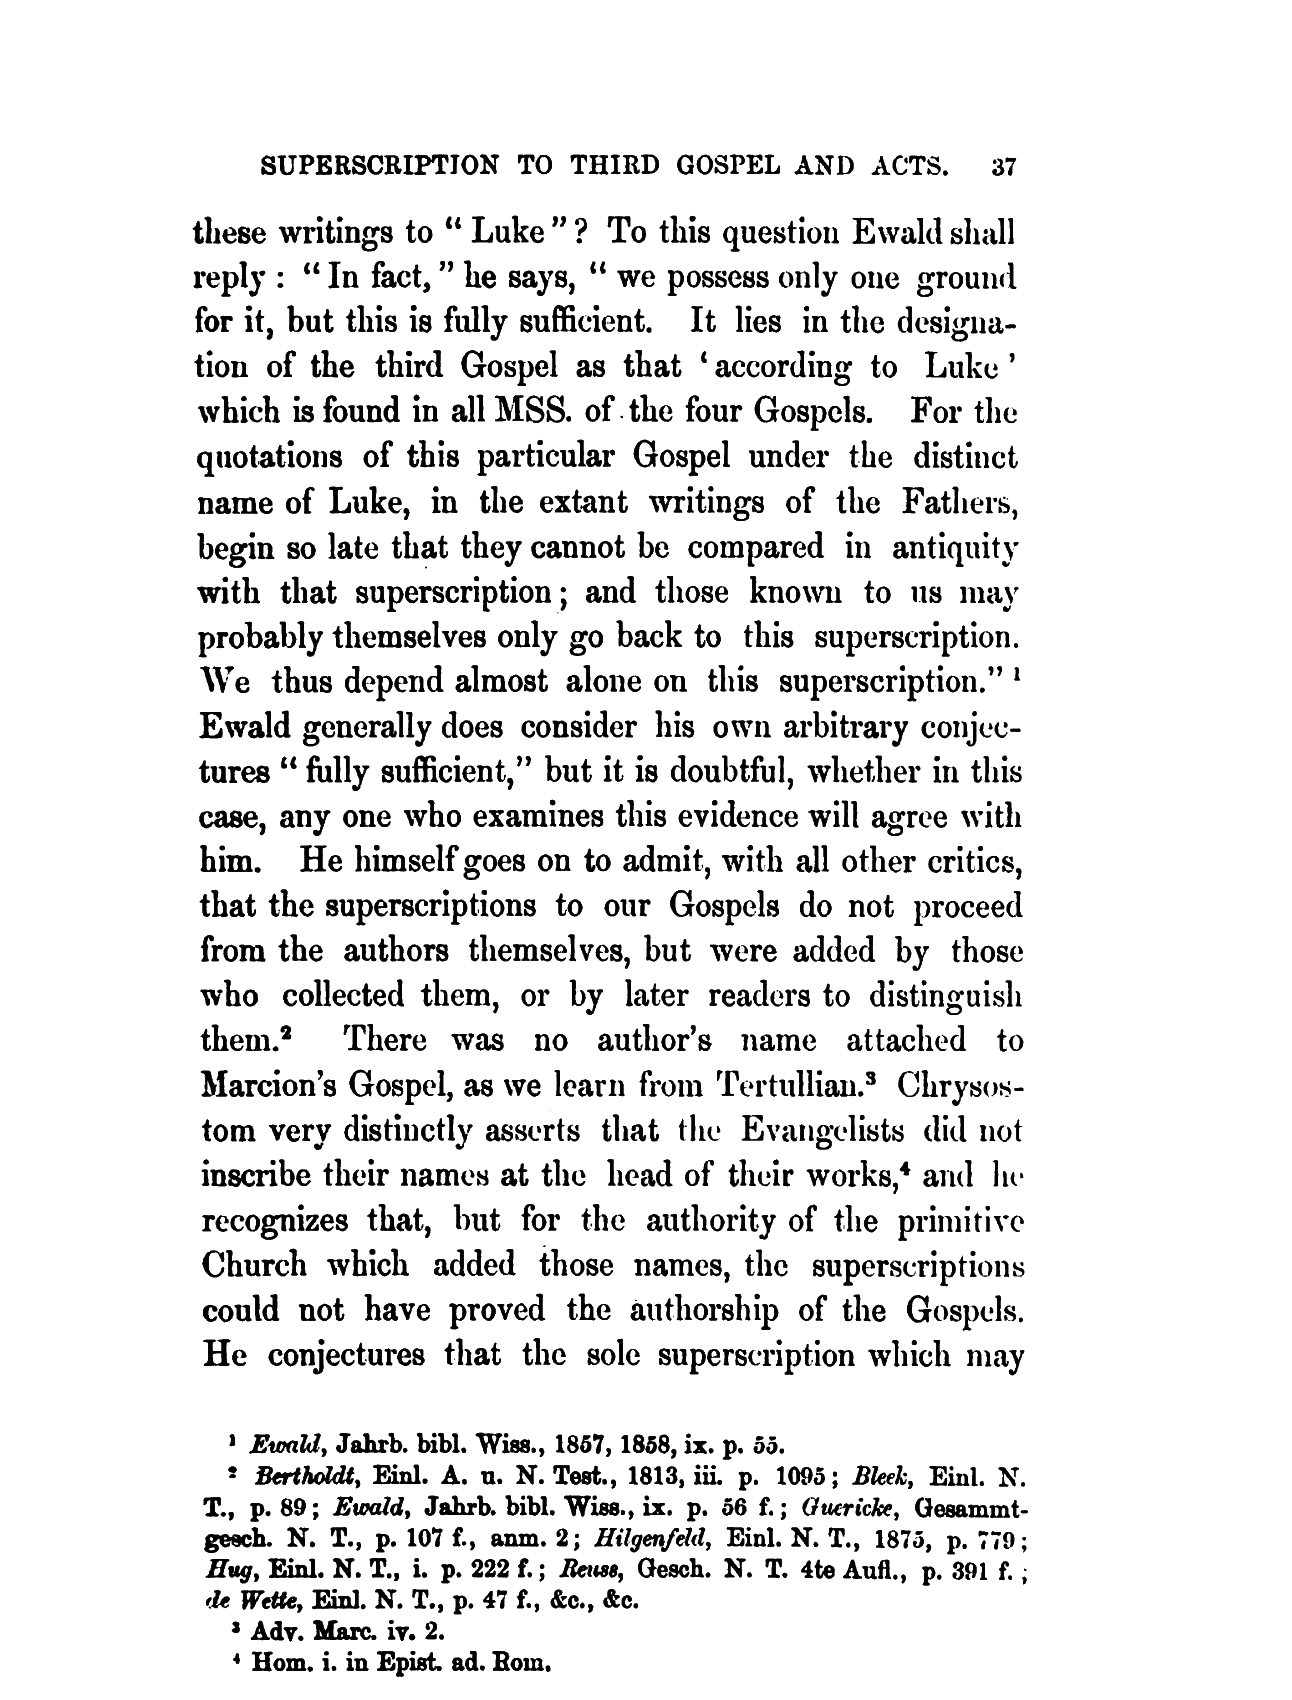 SUPERSCRIPTION TO THIRD GOSPEL AND ACTS. 37
these writings to “ Luke ” ? To this question Ewald shall
reply : “ In fact, ” he says, “ we possess only one ground
for it, but this is fully sufficient. It lies in the designa-
tion of the third Gospel as that ‘ according to Luke ’
which is found in all MSS. of the four Gospels. For the
quotations of this particular Gospel under the distinct
name of Luke, in the extant writings of the Fathers,
begin so late that they cannot be compared in antiquity
with that superscription ; and those known to us may
probably themselves only go back to this superscription.
We thus depend almost alone on this superscription.” ¹
Ewald generally does consider his own arbitrary conjec-
tures “ fully sufficient,” but it is doubtful, whether in this
case, any one who examines this evidence will agree with
him. He himself goes on to admit, with all other critics,
that the superscriptions to our Gospels do not proceed
from the authors themselves, but were added by those
who collected them, or by later readers to distinguish
them.² There was no author’s name attached to
Marcion’s Gospel, as we learn from Tertullian.³ Chrysos-
tom very distinctly asserts that the Evangelists did not
inscribe their names at the head of their works,⁴ and he
recognizes that, but for the authority of the primitive
Church which added those names, the superscriptions
could not have proved the authorship of the Gospels.
He conjectures that the sole superscription which may
¹ Ewald, Jahrb. bibl. Wiss., 1857, 1858, ix. p. 55.
² Bertholdt, Einl. A. u. N. Test., 1813, iii. p. 1095 ; Bleek, Einl. N.
T., p. 89 ; Ewald, Jahrb. bibl. Wiss., ix. p. 56 f. ; Guericke, Gesammt-
gesch. N. T., p. 107 f., anm. 2 ; Hilgenfeld, Einl. N. T., 1875, p. 779 ;
Hug, Einl. N. T., i. p. 222 f. ; Reuss, Gesch. N. T. 4te Aufl., p. 391 f. ;
de Wette, Einl. N. T., p. 47 f., &c., &c.
³ Adv. Marc. iv. 2.
⁴ Hom. i. in Epist. ad. Rom.